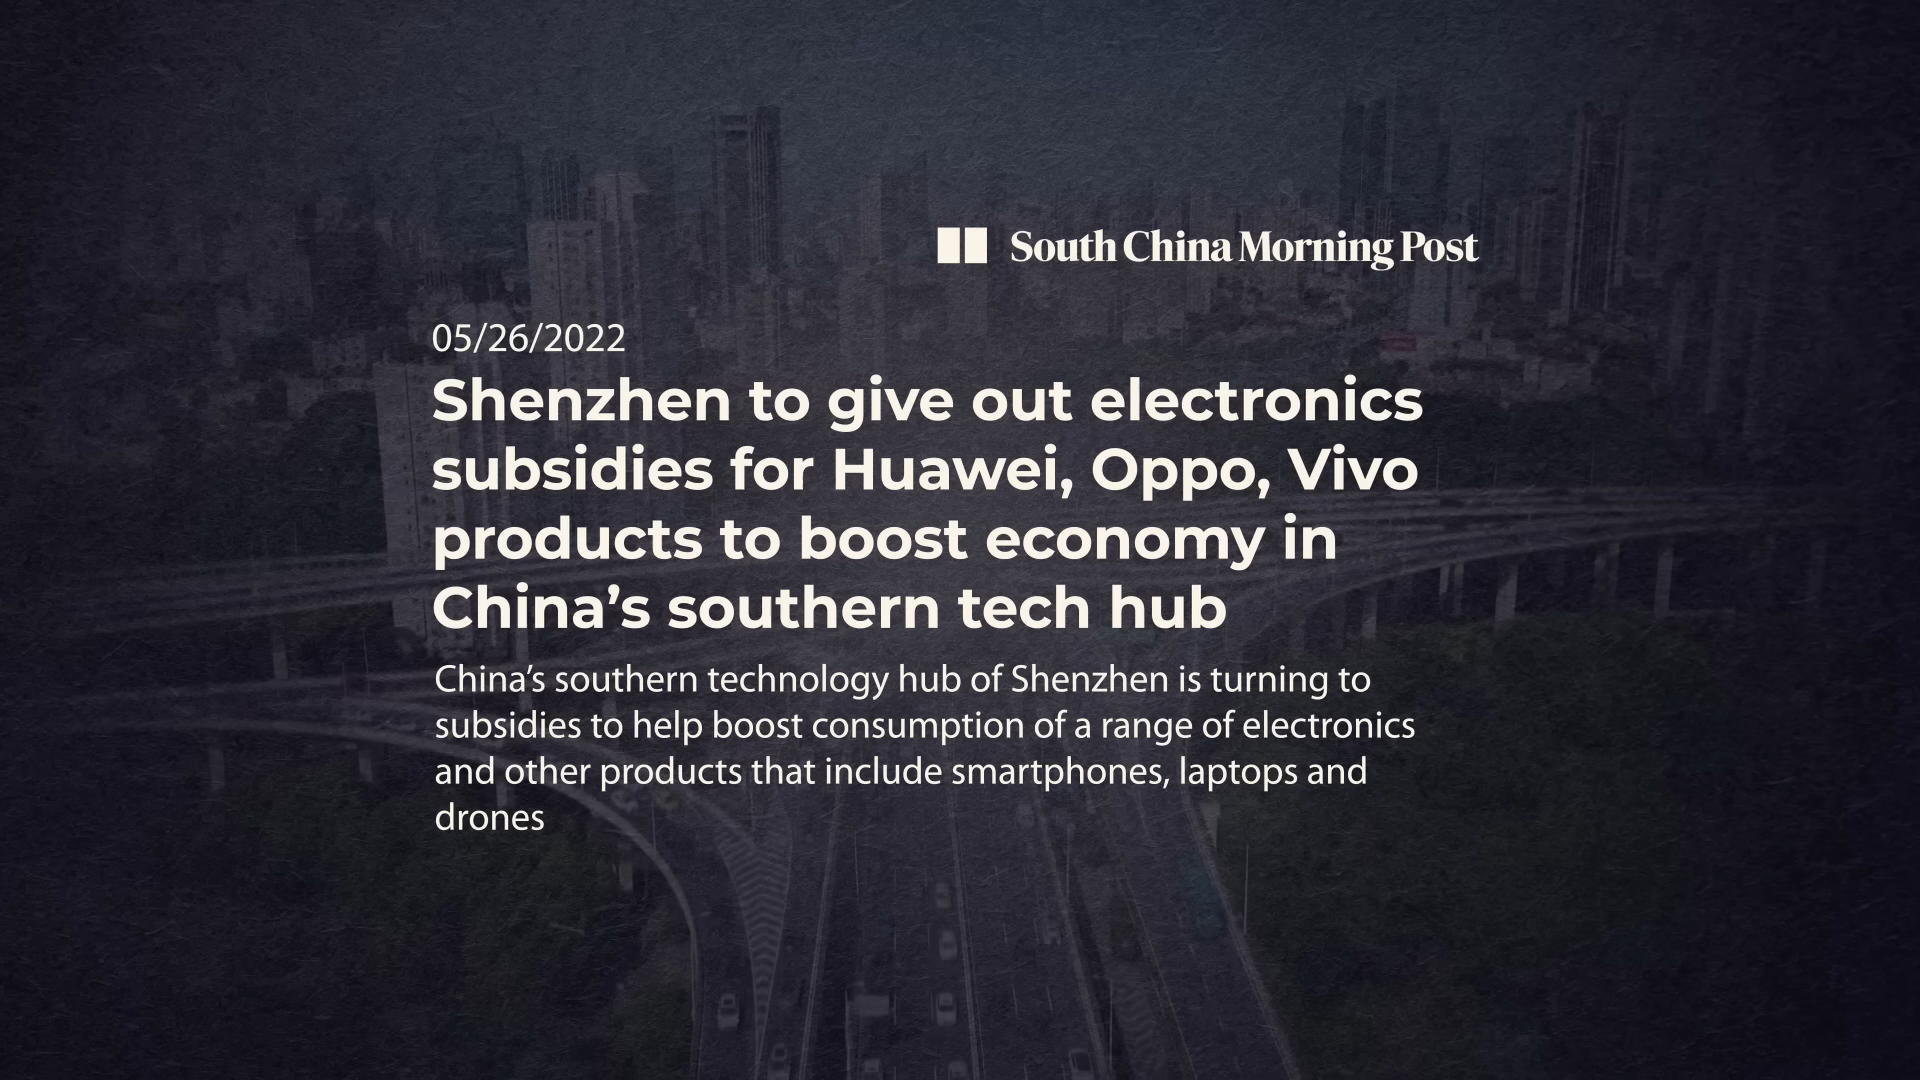 South China Morning Post
05/26/2022
Shenzhen to give out electronics
subsidies for Huawei, Oppo, Vivo
products to boost economy in
China’s southern tech hub
China’s southern technology hub of Shenzhen is turning to
subsidies to help boost consumption of a range of electronics
and other products that include smartphones, laptops and
drones